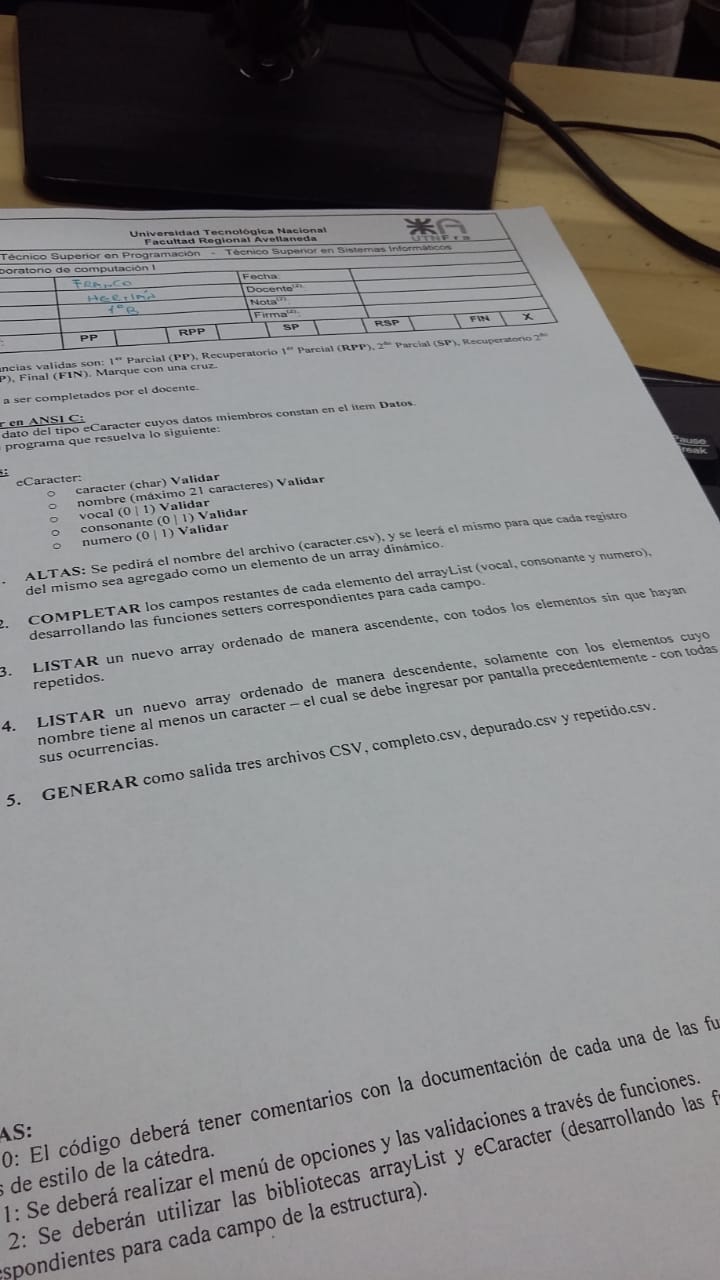 Universidad Tecnológica Nacional
Facultad Regional Avellaneda
UTNFra
Técnico Superior en Programación - Técnico Superior en Sistemas Informáticos
boratorio de computación I
FRANCO
Fecha:
HERNÁN
Docente(2):
1°B
Nota(2):
Firma(2):
PP RPP SP RSP FIN X
ncias validas son: 1er Parcial (PP), Recuperatorio 1er Parcial (RPP), 2do Parcial (SP), Recuperatorio 2do
P), Final (FIN). Marque con una cruz.
a ser completados por el docente.
r en ANSI C:
dato del tipo eCaracter cuyos datos miembros constan en el item Datos.
programa que resuelva lo siguiente:
s:
eCaracter:
○ caracter (char) Validar
○ nombre (máximo 21 caracteres) Validar
○ vocal (0 | 1) Validar
○ consonante (0 | 1) Validar
○ numero (0 | 1) Validar
. ALTAS: Se pedirá el nombre del archivo (caracter.csv), y se leerá el mismo para que cada registro
del mismo sea agregado como un elemento de un array dinámico.
2. COMPLETAR los campos restantes de cada elemento del arrayList (vocal, consonante y numero),
desarrollando las funciones setters correspondientes para cada campo.
3. LISTAR un nuevo array ordenado de manera ascendente, con todos los elementos sin que hayan
repetidos.
4. LISTAR un nuevo array ordenado de manera descendente, solamente con los elementos cuyo
nombre tiene al menos un caracter – el cual se debe ingresar por pantalla precedentemente - con todas
sus ocurrencias.
5. GENERAR como salida tres archivos CSV, completo.csv, depurado.csv y repetido.csv.
AS:
0: El código deberá tener comentarios con la documentación de cada una de las fu
s de estilo de la cátedra.
1: Se deberá realizar el menú de opciones y las validaciones a través de funciones.
2: Se deberán utilizar las bibliotecas arrayList y eCaracter (desarrollando las f
espondientes para cada campo de la estructura).
Pause
Break